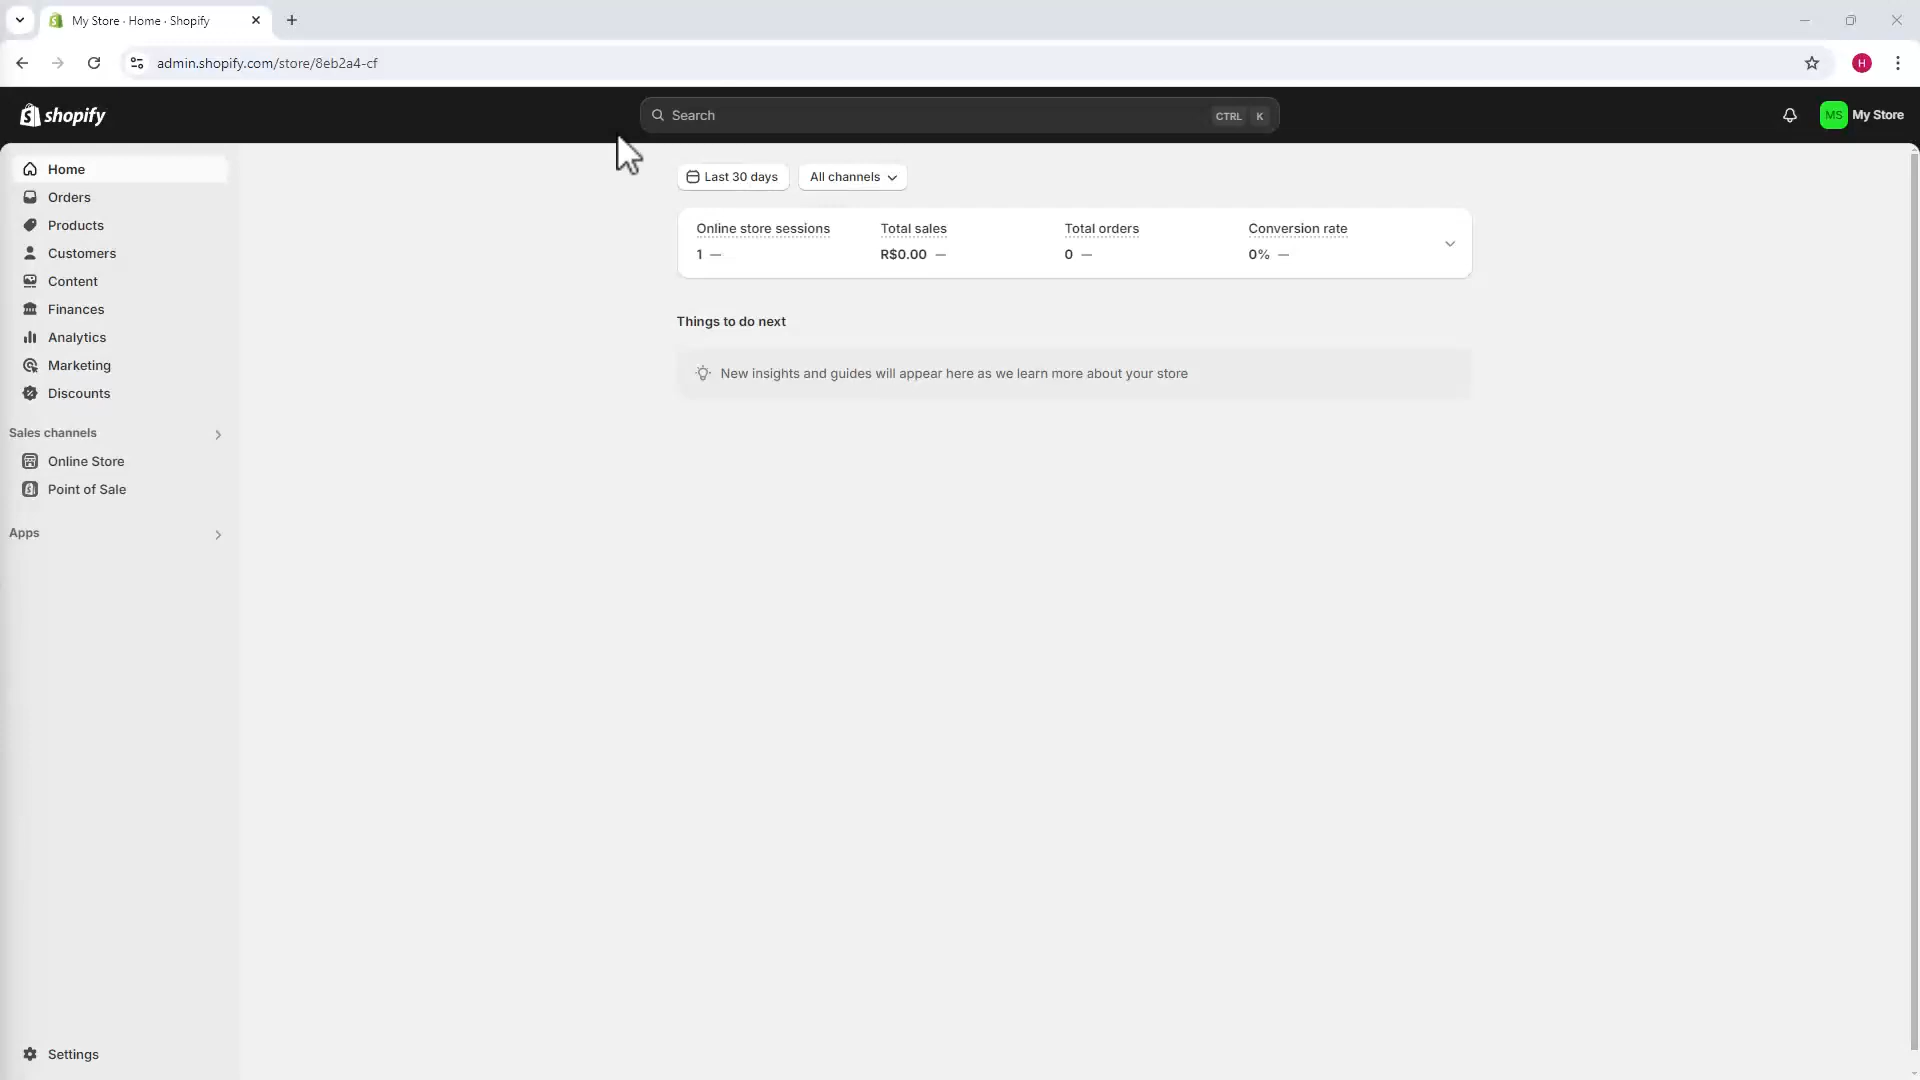 My Store · Home · Shopify
admin.shopify.com/store/8eb2a4-cf
H
shopify
Search
CTRL K
MS My Store
Home
Orders
Products
Customers
Content
Finances
Analytics
Marketing
Discounts
Sales channels
Online Store
Point of Sale
Apps
Settings
Last 30 days
All channels
Online store sessions Total sales Total orders Conversion rate
1 — R$0.00 — 0 — 0% —
Things to do next
New insights and guides will appear here as we learn more about your store